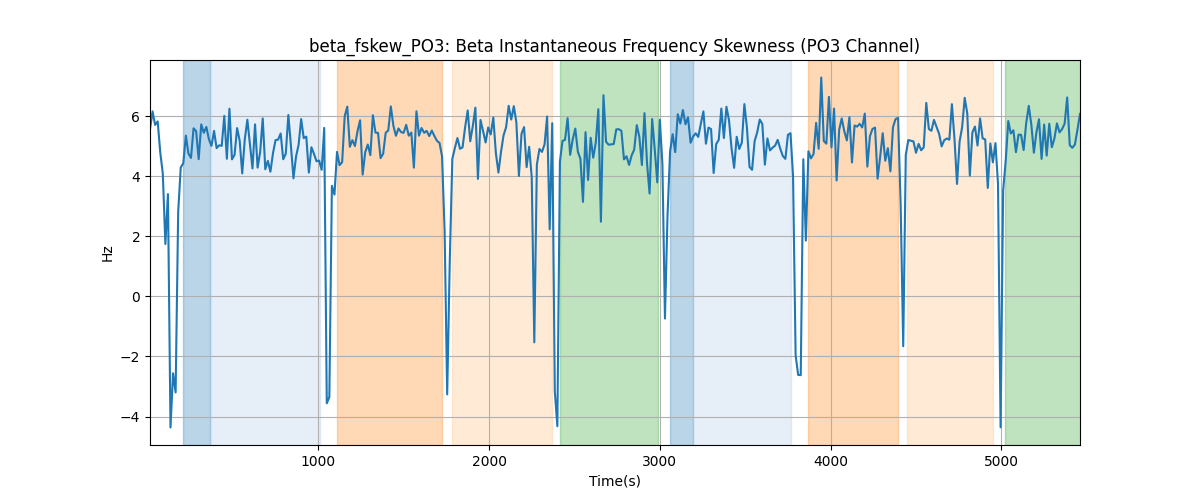 beta_fskew_PO3: Beta Instantaneous Frequency Skewness (PO3 Channel)
6
4
2
0
−2
−4
Hz
1000 2000 3000 4000 5000
Time(s)